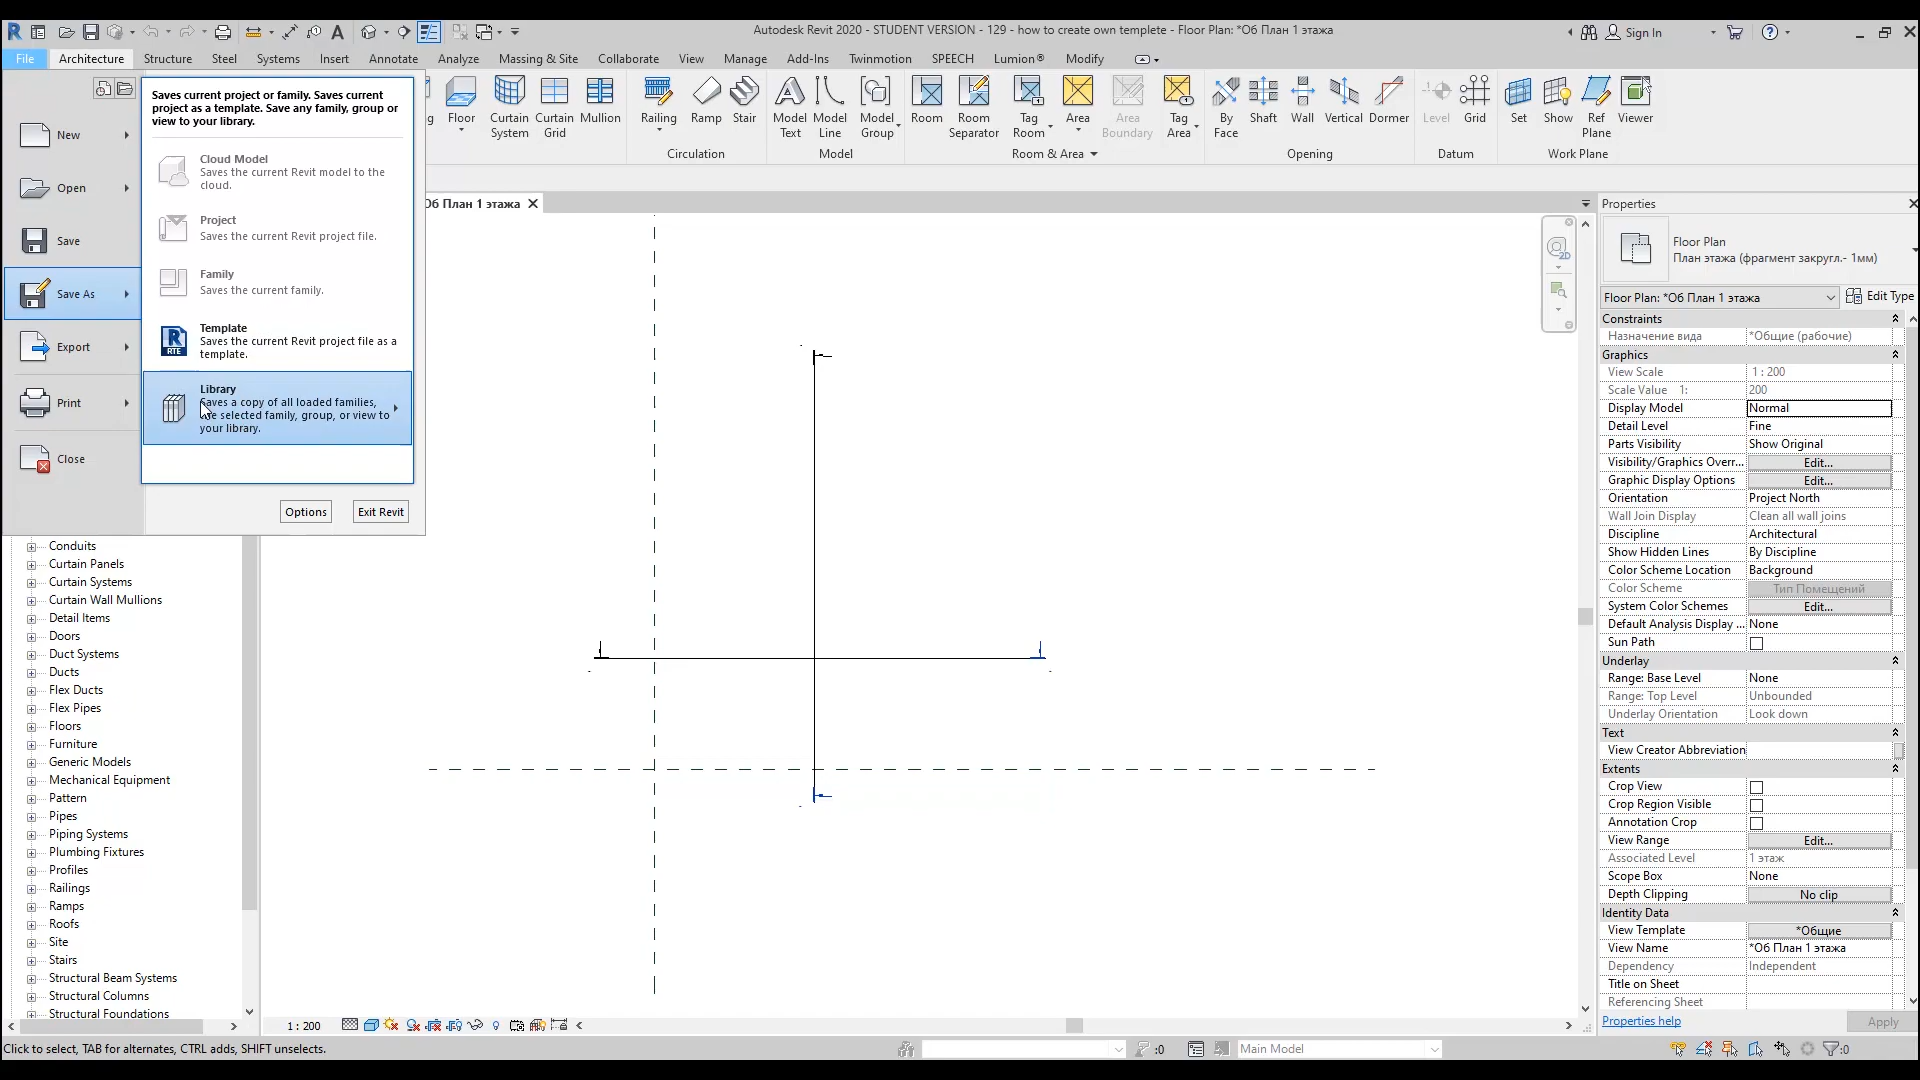 Autodesk Revit 2020 - STUDENT VERSION - 129 - how to create own templete - Floor Plan: *Об План 1 этажа
Sign In
File Architecture Structure Steel Systems Insert Annotate Analyze Massing & Site Collaborate View Manage Add-Ins Twinmotion SPEECH Lumion® Modify
Saves current project or family. Saves current
project as a template. Save any family, group or
view to your library.
New
Open
Save
Save As
Export
Print
Close
Cloud Model
Saves the current Revit model to the
cloud.
Project
Saves the current Revit project file.
Family
Saves the current family.
RTE
Template
Saves the current Revit project file as a
template.
Library
Saves a copy of all loaded families,
selected family, group, or view to
your library.
Options Exit Revit
Floor
Curtain System
Curtain Grid
Mullion
Railing
Ramp
Stair
Model Text
Model Line
Model Group
Room
Room Separator
Tag Room
Area
Area Boundary
Tag Area
By Face
Shaft
Wall
Vertical
Dormer
Level
Grid
Set
Show
Ref Plane
Viewer
Circulation Model Room & Area Opening Datum Work Plane
Об План 1 этажа
2D
Conduits
Curtain Panels
Curtain Systems
Curtain Wall Mullions
Detail Items
Doors
Duct Systems
Ducts
Flex Ducts
Flex Pipes
Floors
Furniture
Generic Models
Mechanical Equipment
Pattern
Pipes
Piping Systems
Plumbing Fixtures
Profiles
Railings
Ramps
Roofs
Site
Stairs
Structural Beam Systems
Structural Columns
Structural Foundations
Properties
Floor Plan
План этажа (фрагмент закругл.- 1мм)
Floor Plan: *Об План 1 этажа Edit Type
Constraints
Назначение вида *Общие (рабочие)
Graphics
View Scale 1 : 200
Scale Value 1: 200
Display Model Normal
Detail Level Fine
Parts Visibility Show Original
Visibility/Graphics Overr... Edit...
Graphic Display Options Edit...
Orientation Project North
Wall Join Display Clean all wall joins
Discipline Architectural
Show Hidden Lines By Discipline
Color Scheme Location Background
Color Scheme Тип Помещений
System Color Schemes Edit...
Default Analysis Display ... None
Sun Path
Underlay
Range: Base Level None
Range: Top Level Unbounded
Underlay Orientation Look down
Text
View Creator Abbreviation
Extents
Crop View
Crop Region Visible
Annotation Crop
View Range Edit...
Associated Level 1 этаж
Scope Box None
Depth Clipping No clip
Identity Data
View Template *Общие
View Name *Об План 1 этажа
Dependency Independent
Title on Sheet
Referencing Sheet
Properties help Apply
1 : 200
Click to select, TAB for alternates, CTRL adds, SHIFT unselects.
:0
Main Model
:0